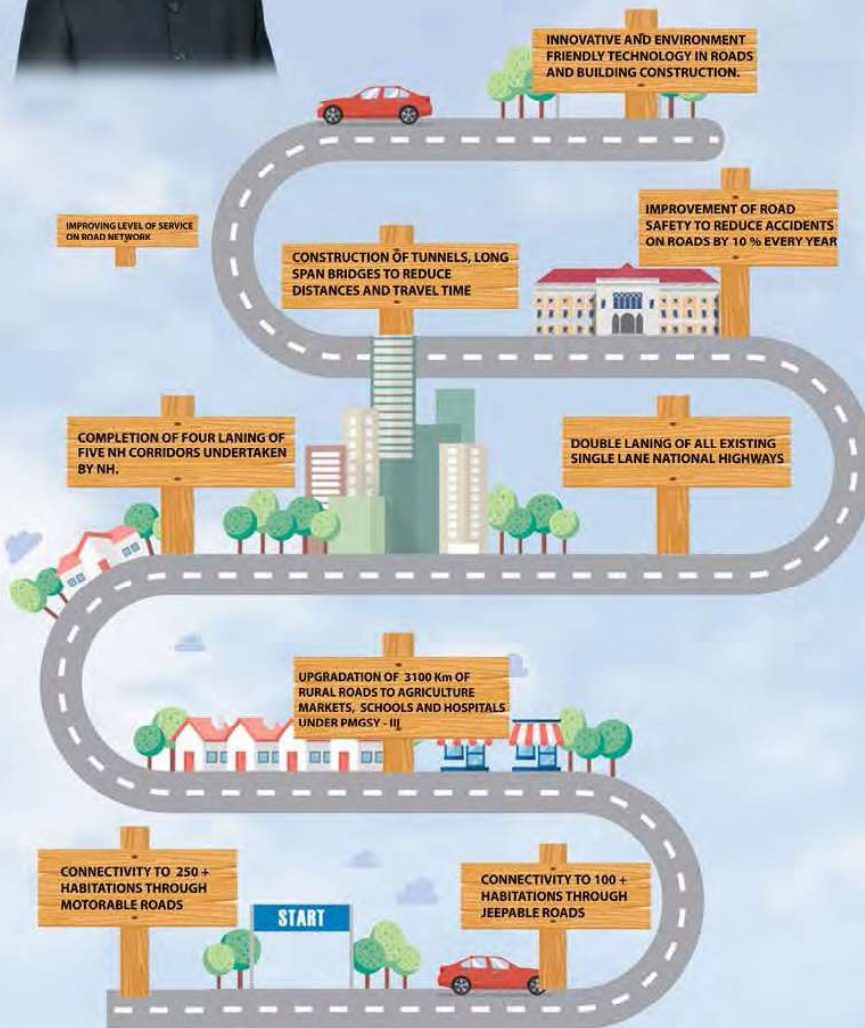 INNOVATIVE AND ENVIRONMENT
FRIENDLY TECHNOLOGY IN ROADS
AND BUILDING CONSTRUCTION.
IMPROVING LEVEL OF SERVICE
ON ROAD NETWORK
IMPROVEMENT OF ROAD
SAFETY TO REDUCE ACCIDENTS
ON ROADS BY 10 % EVERY YEAR
CONSTRUCTION OF TUNNELS, LONG
SPAN BRIDGES TO REDUCE
DISTANCES AND TRAVEL TIME
COMPLETION OF FOUR LANING OF
FIVE NH CORRIDORS UNDERTAKEN
BY NH.
DOUBLE LANING OF ALL EXISTING
SINGLE LANE NATIONAL HIGHWAYS
UPGRADATION OF 3100 Km OF
RURAL ROADS TO AGRICULTURE
MARKETS, SCHOOLS AND HOSPITALS
UNDER PMGSY - III
CONNECTIVITY TO 250 +
HABITATIONS THROUGH
MOTORABLE ROADS
CONNECTIVITY TO 100 +
HABITATIONS THROUGH
JEEPABLE ROADS
START